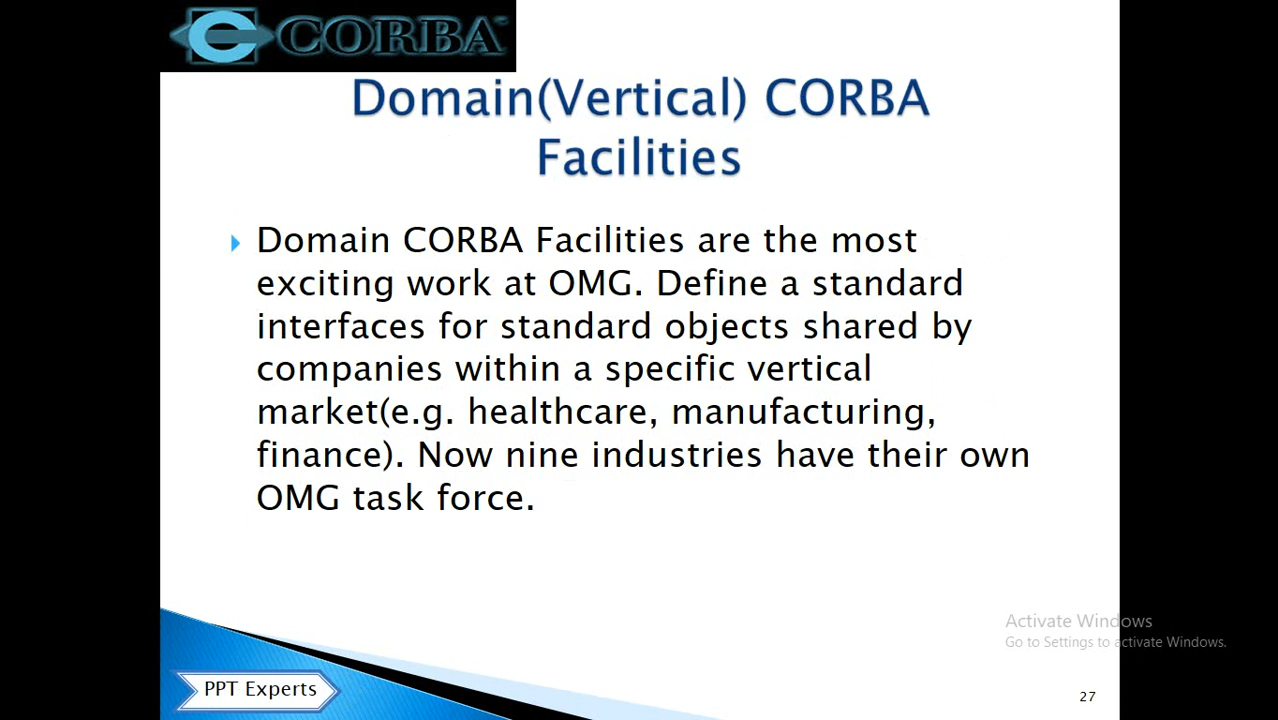 CORBA™
Domain(Vertical) CORBA
Facilities
Domain CORBA Facilities are the most
exciting work at OMG. Define a standard
interfaces for standard objects shared by
companies within a specific vertical
market(e.g. healthcare, manufacturing,
finance). Now nine industries have their own
OMG task force.
Activate Windows
Go to Settings to activate Windows.
PPT Experts
27